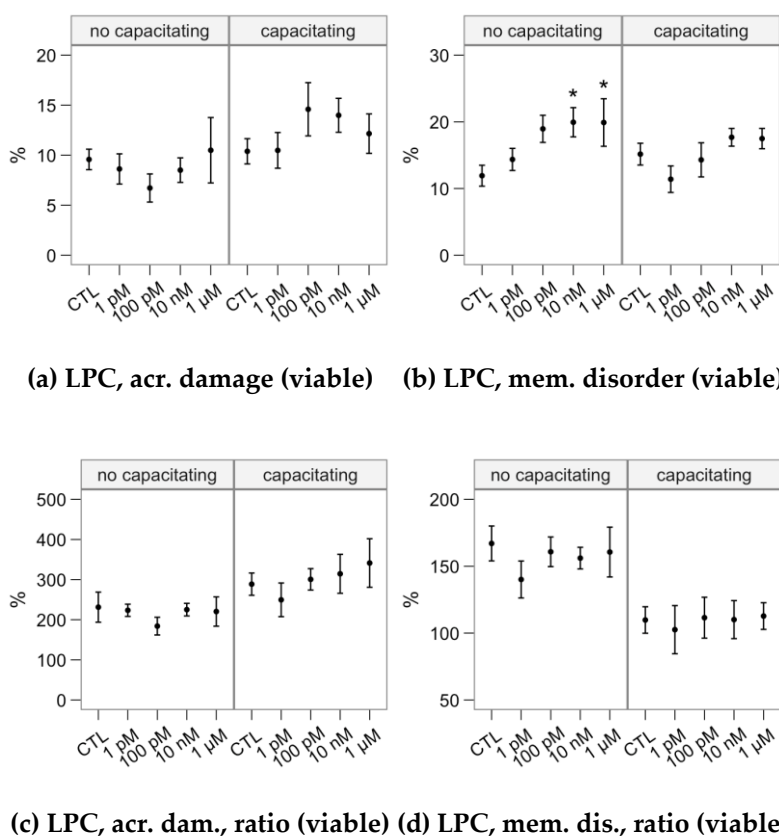 no capacitating capacitating
20
15
10
5
0
%
CTL 1 pM 100 pM 10 nM 1 µM CTL 1 pM 100 pM 10 nM 1 µM
(a) LPC, acr. damage (viable)
no capacitating capacitating
30
20
10
0
%
* *
CTL 1 pM 100 pM 10 nM 1 µM CTL 1 pM 100 pM 10 nM 1 µM
(b) LPC, mem. disorder (viable)
no capacitating capacitating
500
400
300
200
100
0
%
CTL 1 pM 100 pM 10 nM 1 µM CTL 1 pM 100 pM 10 nM 1 µM
(c) LPC, acr. dam., ratio (viable)
no capacitating capacitating
200
150
100
50
%
CTL 1 pM 100 pM 10 nM 1 µM CTL 1 pM 100 pM 10 nM 1 µM
(d) LPC, mem. dis., ratio (viable